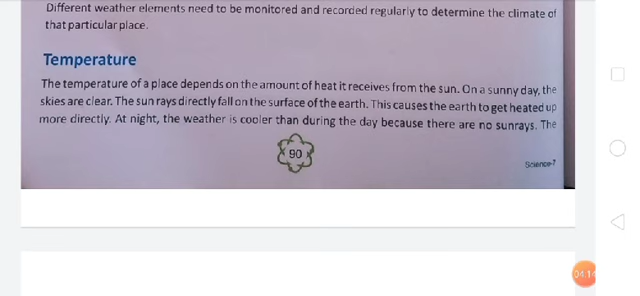 Different weather elements need to be monitored and recorded regularly to determine the climate of
that particular place.
Temperature
The temperature of a place depends on the amount of heat it receives from the sun. On a sunny day, the
skies are clear. The sun rays directly fall on the surface of the earth. This causes the earth to get heated up
more directly. At night, the weather is cooler than during the day because there are no sunrays. The
90
Science-7
04:14